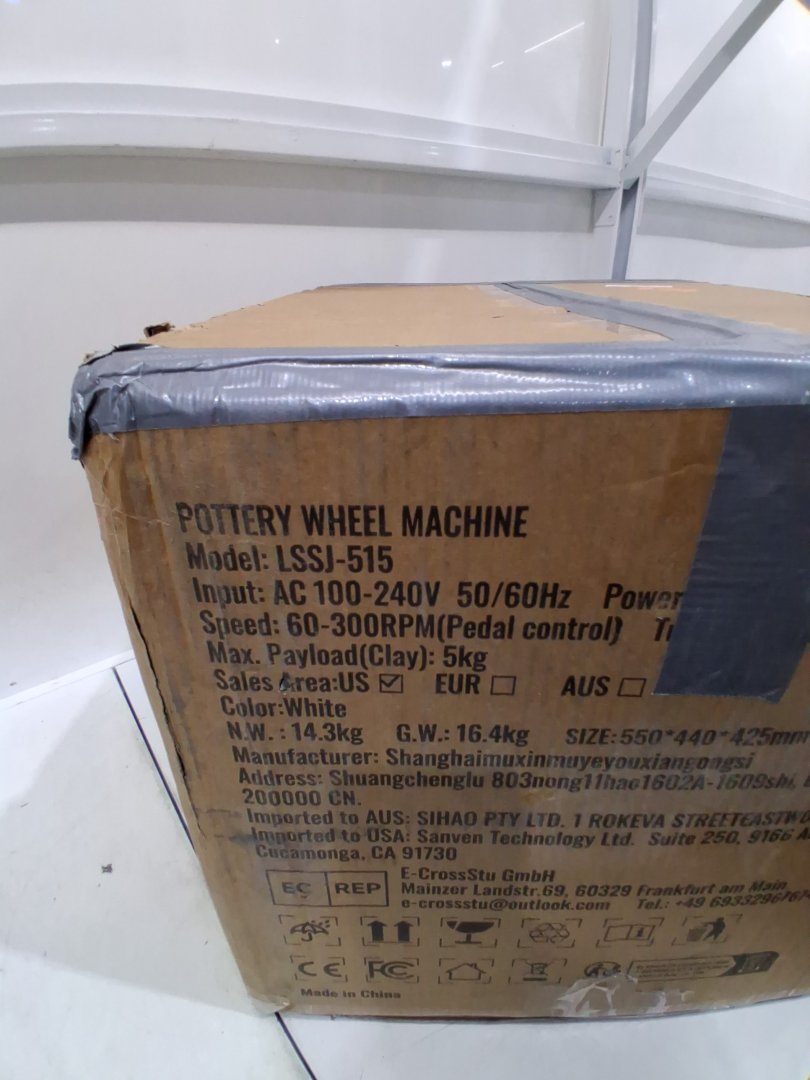 POTTERY WHEEL MACHINE
Model: LSSJ-515
Input: AC 100-240V 50/60Hz Power
Speed: 60-300RPM(Pedal control)
Max. Payload(Clay): 5kg
Sales Area:US ☑ EUR ☐ AUS ☐
Color:White
N.W. : 14.3kg G.W.: 16.4kg SIZE:550*440*425mm
Manufacturer: Shanghaimuxinmuyeyouxiangongsi
Address: Shuangchenglu 803nong11hao1602A-1609shi,
200000 CN.
Imported to AUS: SIHAO PTY LTD. 1 ROKEVA STREETEASTWO
Imported to USA: Sanven Technology Ltd. Suite 250, 9166
Cucamonga, CA 91730
EC REP
E-CrossStu GmbH
Mainzer Landstr.69, 60329 Frankfurt am Main
e-crossstu@outlook.com Tel.: +49 693329676
CE FC
Made in China